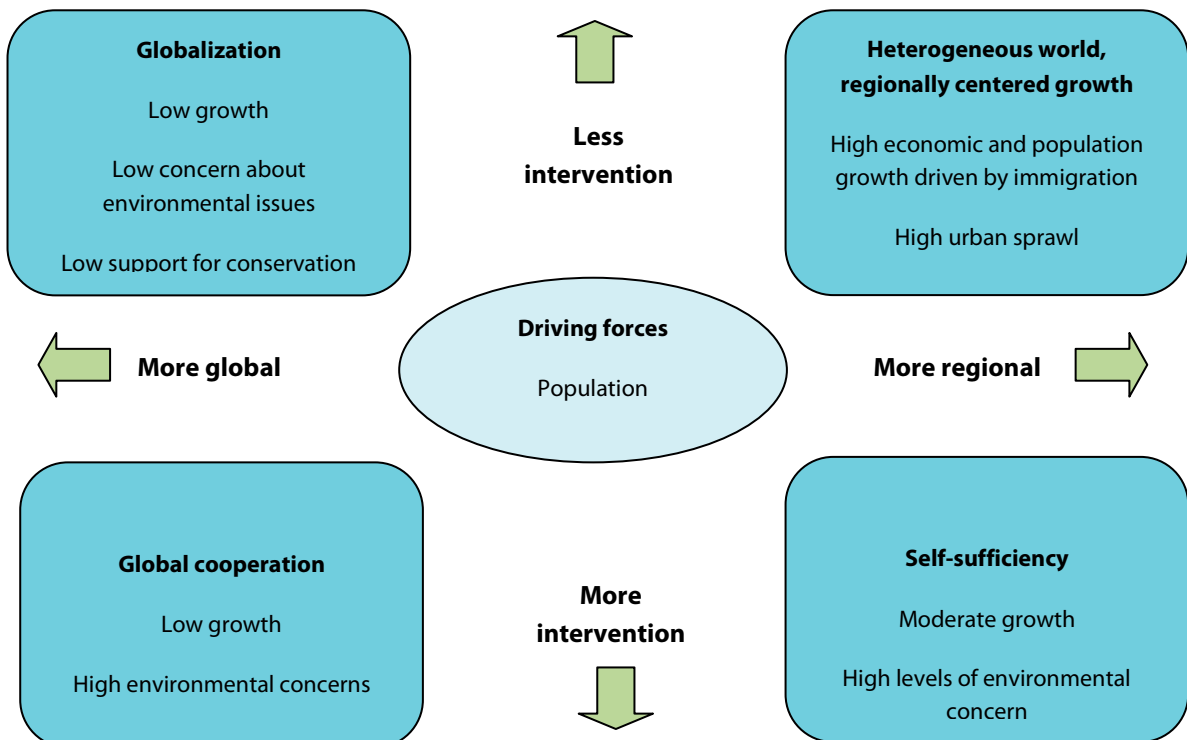 Globalization
Low growth
Low concern about
environmental issues
Low support for conservation
Less
intervention
Heterogeneous world,
regionally centered growth
High economic and population
growth driven by immigration
High urban sprawl
More global
Driving forces
Population
More regional
Global cooperation
Low growth
High environmental concerns
More
intervention
Self-sufficiency
Moderate growth
High levels of environmental
concern